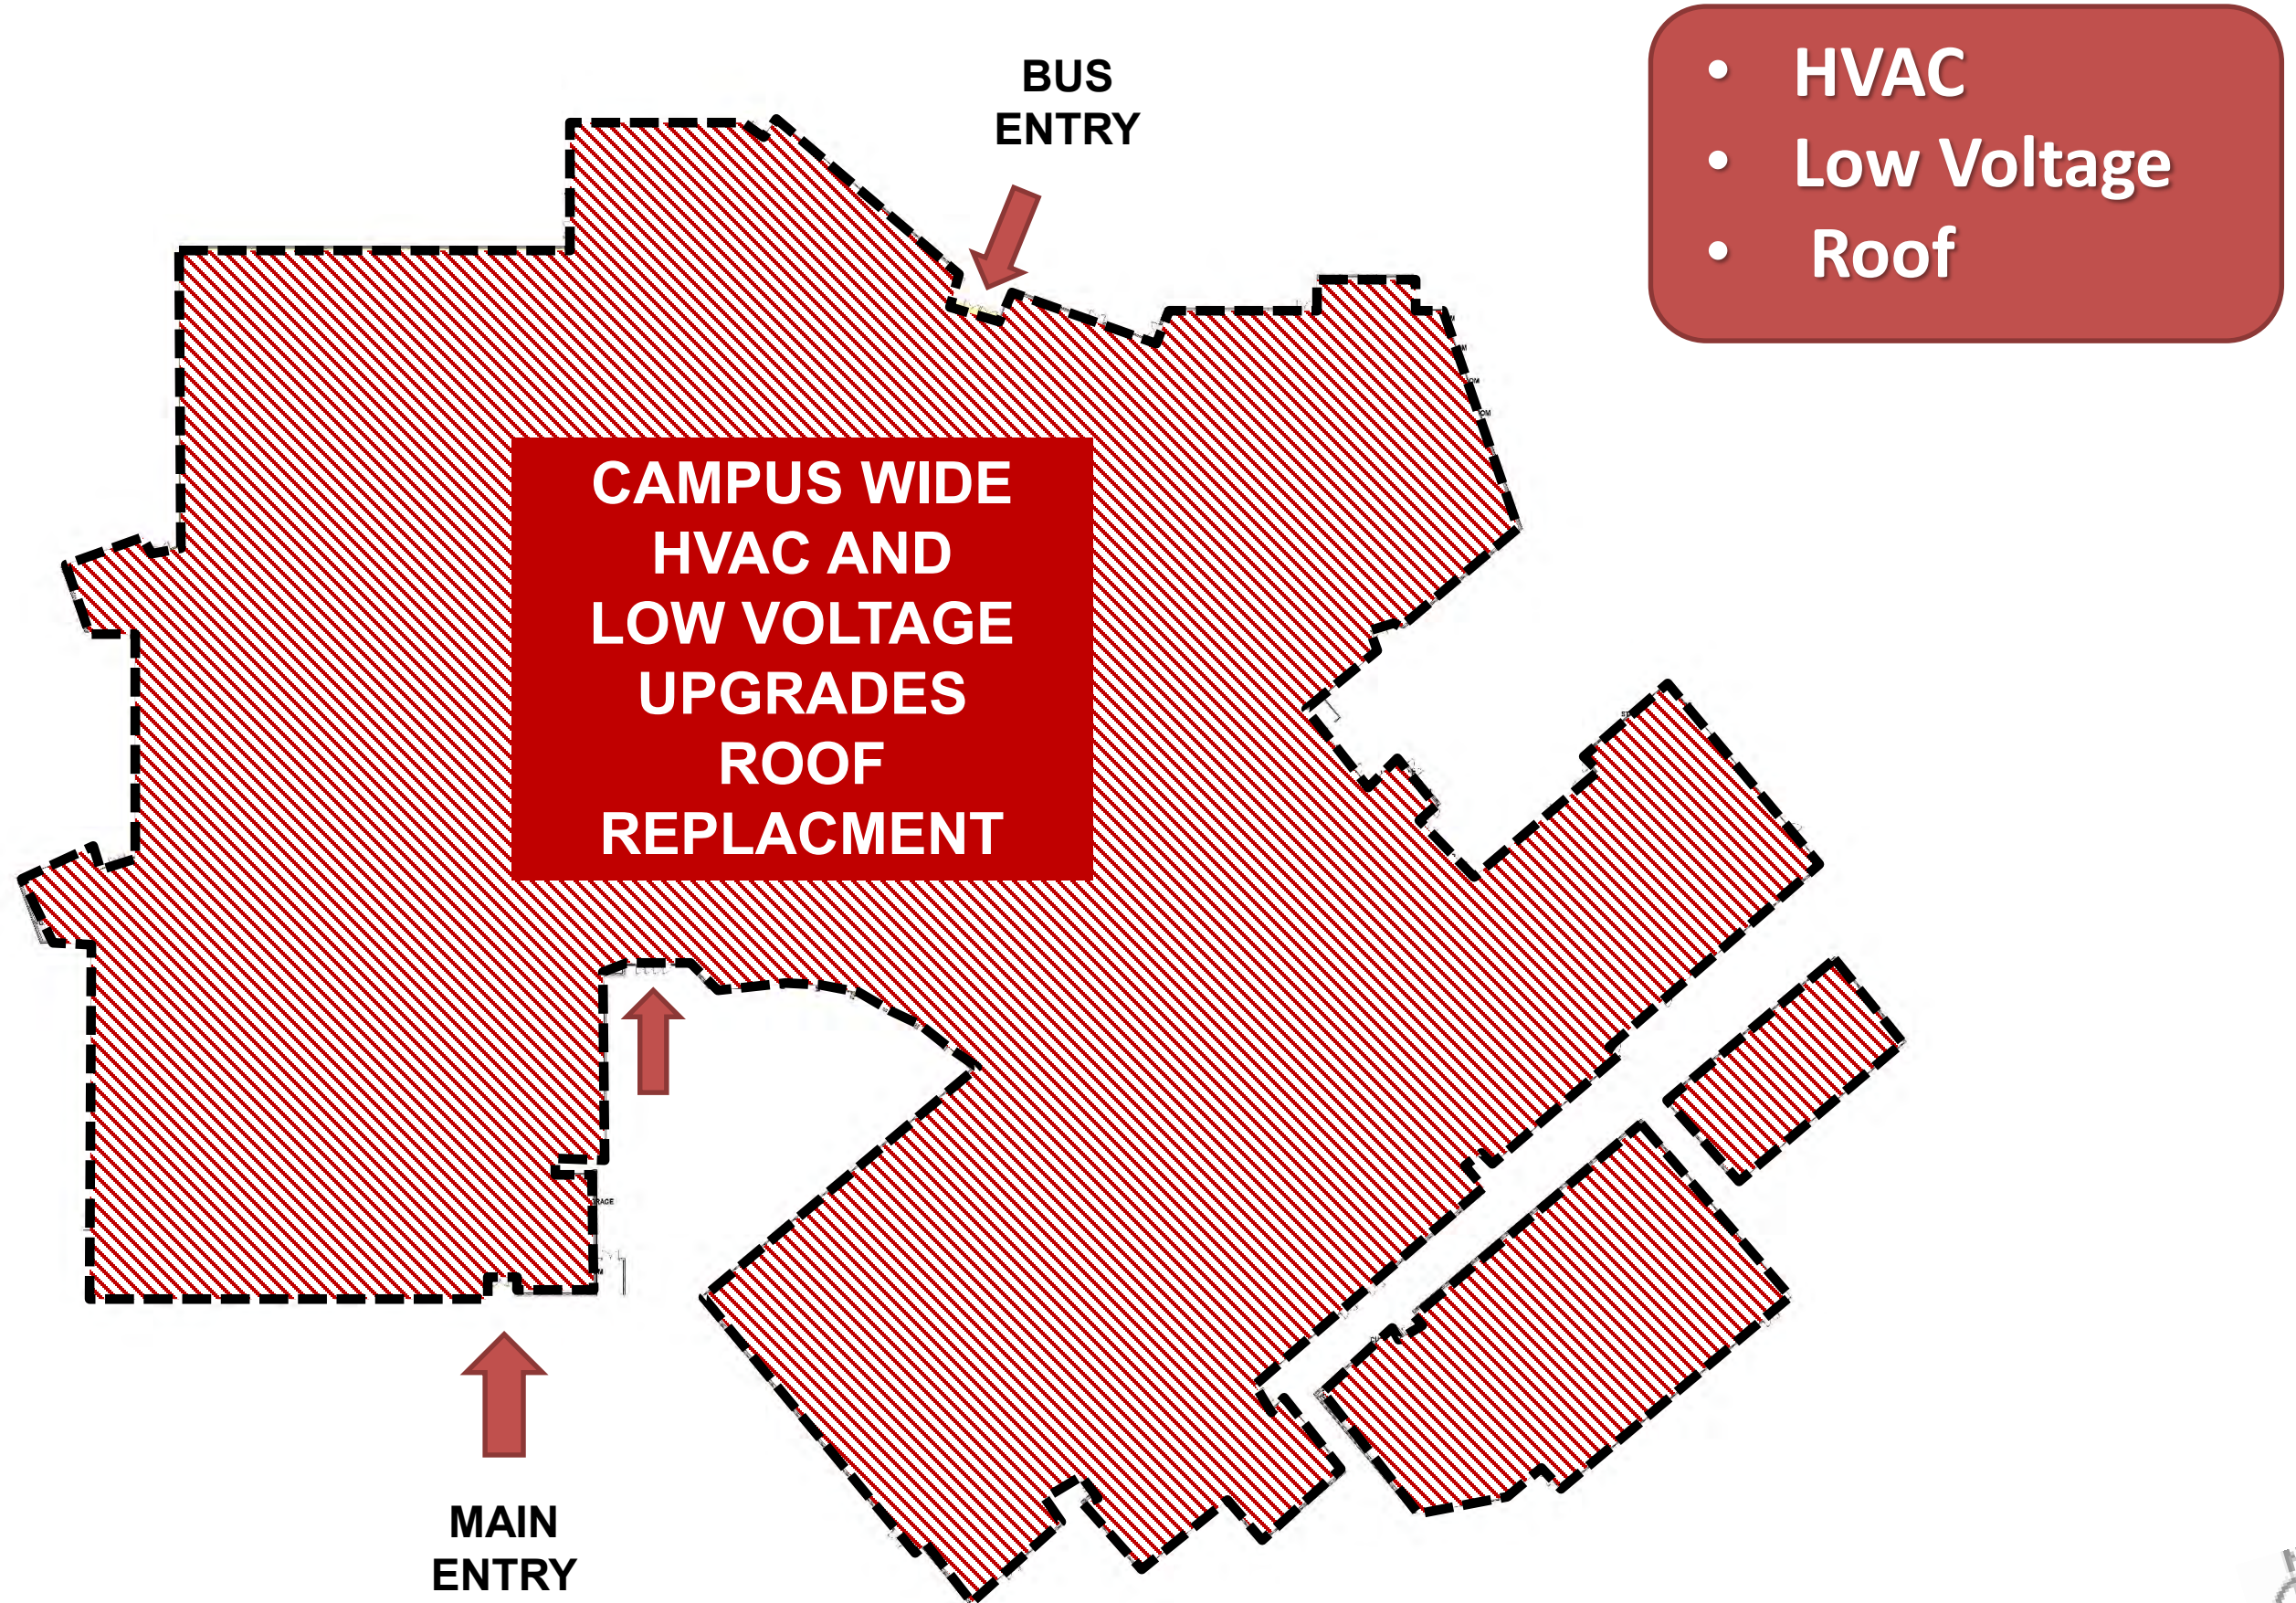 BUS
ENTRY
• HVAC
• Low Voltage
• Roof
CAMPUS WIDE
HVAC AND
LOW VOLTAGE
UPGRADES
ROOF
REPLACMENT
MAIN
ENTRY